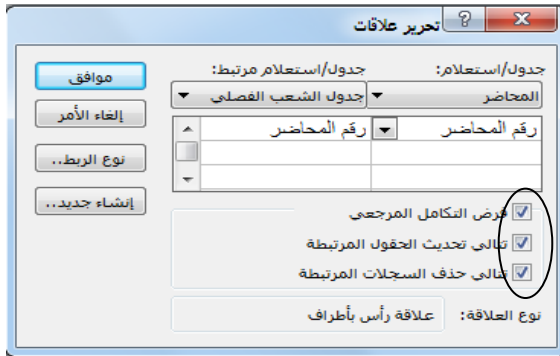 تحرير علاقات
جدول/استعلام: جدول/استعلام مرتبط:
المحاضر جدول الشعب الفصلي
رقم المحاضر رقم المحاضر
موافق
إلغاء الأمر
نوع الربط..
إنشاء جديد..
فرض التكامل المرجعي
تتالي تحديث الحقول المرتبطة
تتالي حذف السجلات المرتبطة
نوع العلاقة: علاقة رأس بأطراف